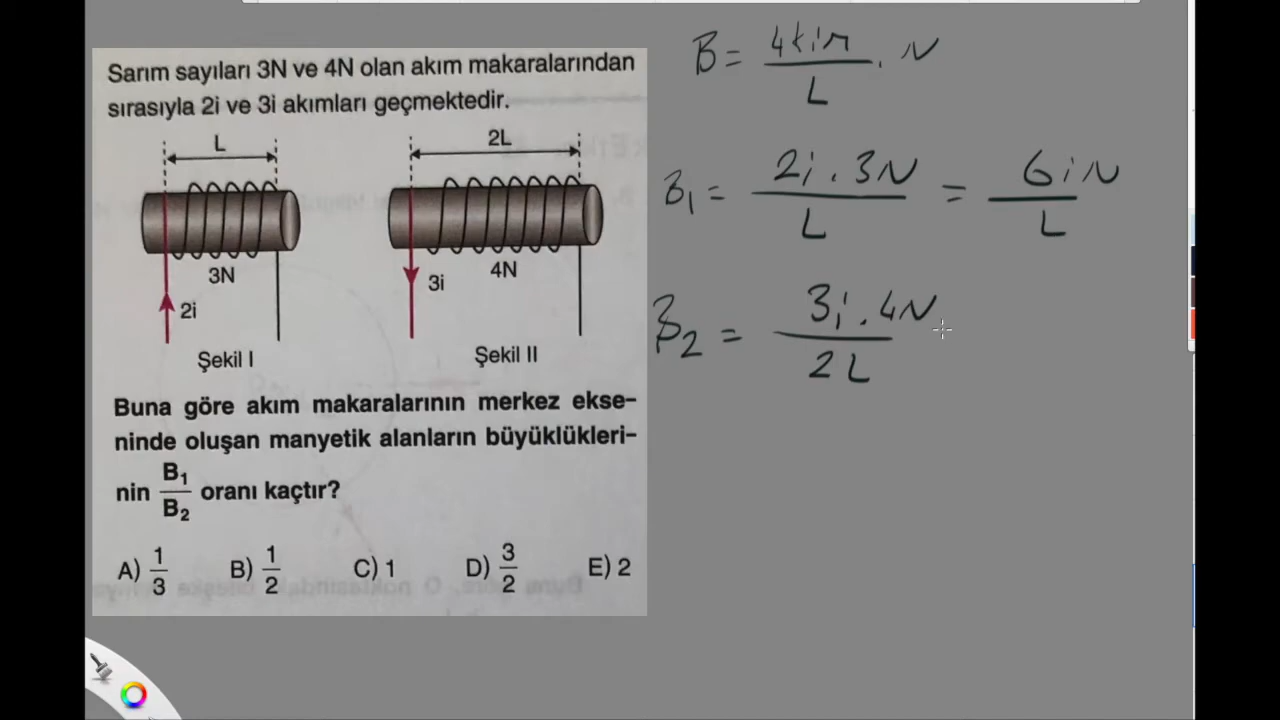 Sarım sayıları 3N ve 4N olan akım makaralarından
sırasıyla 2i ve 3i akımları geçmektedir.
L
2L
3N
4N
2i
3i
Şekil I
Şekil II
Buna göre akım makaralarının merkez ekse-
ninde oluşan manyetik alanların büyüklükleri-
nin B₁/B₂ oranı kaçtır?
A) 1/3 B) 1/2 C) 1 D) 3/2 E) 2
B = 4kiπ/L . N
B₁ = 2i . 3N/L = 6iN/L
B₂ = 3i . 4N/2L